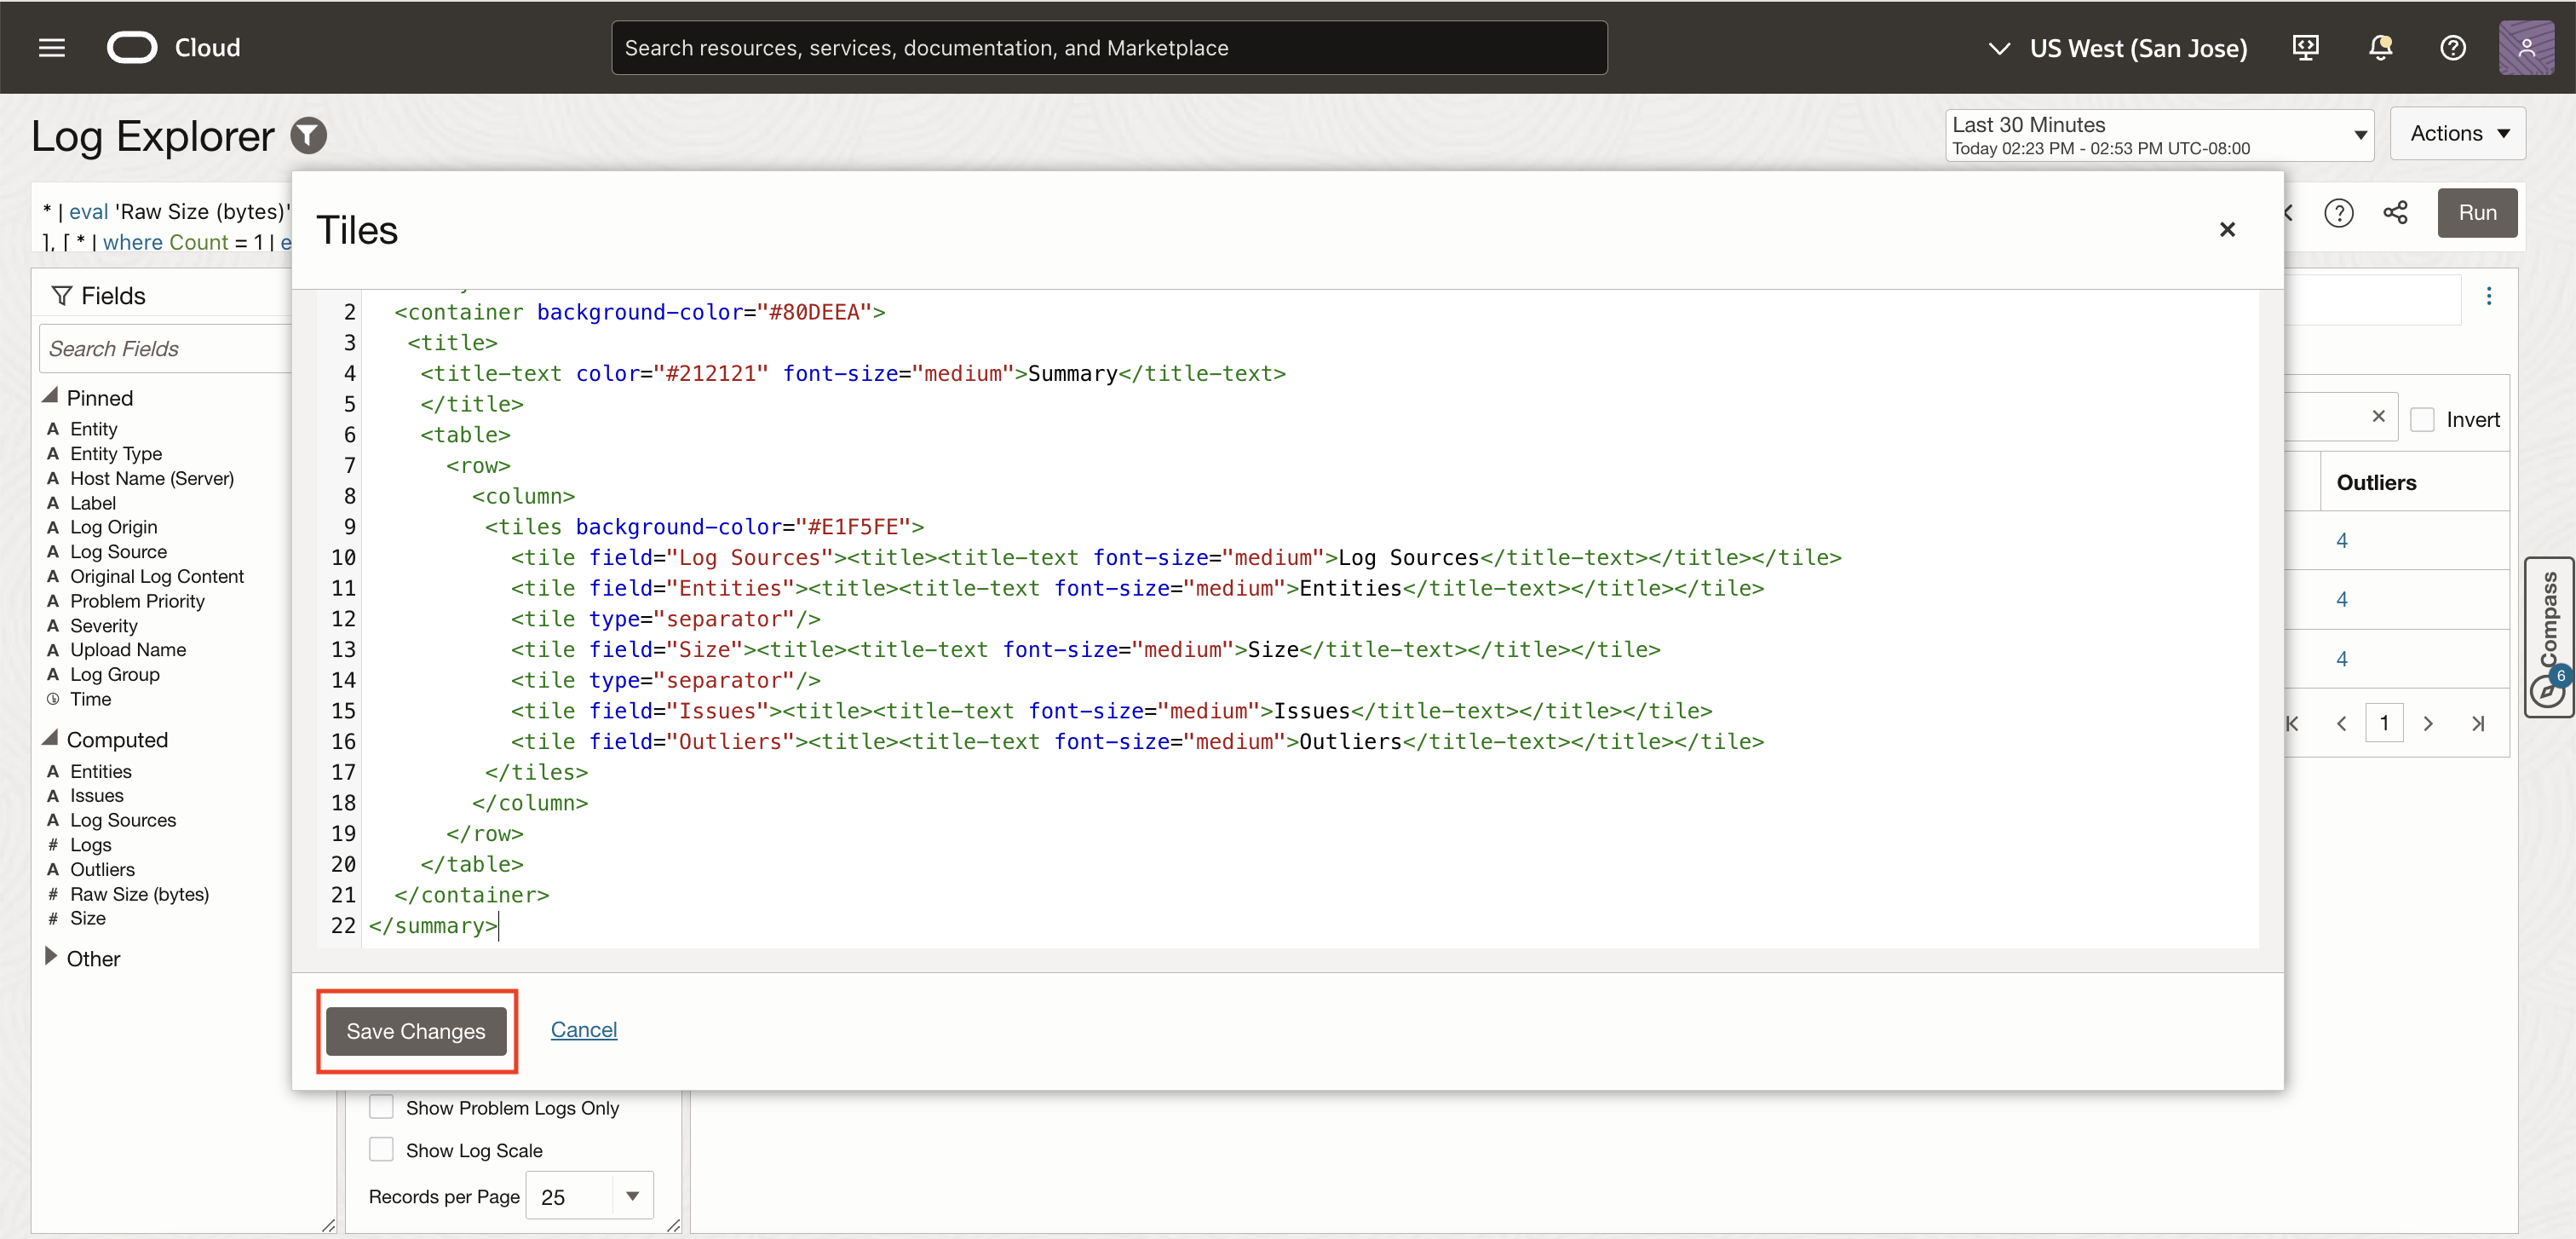 Cloud
Search resources, services, documentation, and Marketplace
US West (San Jose)
Log Explorer
Last 30 Minutes
Today 02:23 PM - 02:53 PM UTC-08:00
Actions
* | eval 'Raw Size (bytes)'
], [ * | where Count = 1 | e
Run
Tiles
Fields
Search Fields
Pinned
A Entity
A Entity Type
A Host Name (Server)
A Label
A Log Origin
A Log Source
A Original Log Content
A Problem Priority
A Severity
A Upload Name
A Log Group
Time
Computed
A Entities
A Issues
A Log Sources
# Logs
A Outliers
# Raw Size (bytes)
# Size
Other
2 <container background-color="#80DEEA">
3 <title>
4 <title-text color="#212121" font-size="medium">Summary</title-text>
5 </title>
6 <table>
7 <row>
8 <column>
9 <tiles background-color="#E1F5FE">
10 <tile field="Log Sources"><title><title-text font-size="medium">Log Sources</title-text></title></tile>
11 <tile field="Entities"><title><title-text font-size="medium">Entities</title-text></title></tile>
12 <tile type="separator"/>
13 <tile field="Size"><title><title-text font-size="medium">Size</title-text></title></tile>
14 <tile type="separator"/>
15 <tile field="Issues"><title><title-text font-size="medium">Issues</title-text></title></tile>
16 <tile field="Outliers"><title><title-text font-size="medium">Outliers</title-text></title></tile>
17 </tiles>
18 </column>
19 </row>
20 </table>
21 </container>
22 </summary>
Save Changes
Cancel
Invert
Outliers
4
4
4
1
Compass
6
Show Problem Logs Only
Show Log Scale
Records per Page 25